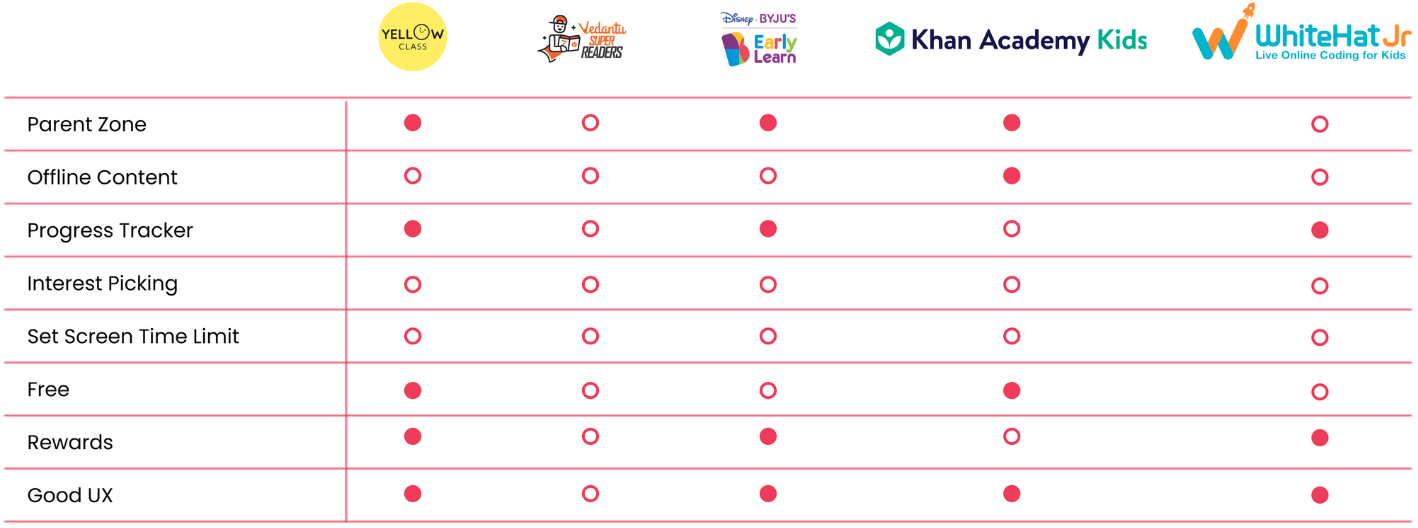 YELLOW
CLASS
Vedantu
SUPER
READERS
Disney · BYJU'S
Early
Learn
Khan Academy Kids
WhiteHat Jr
Live Online Coding for Kids
Parent Zone
Offline Content
Progress Tracker
Interest Picking
Set Screen Time Limit
Free
Rewards
Good UX